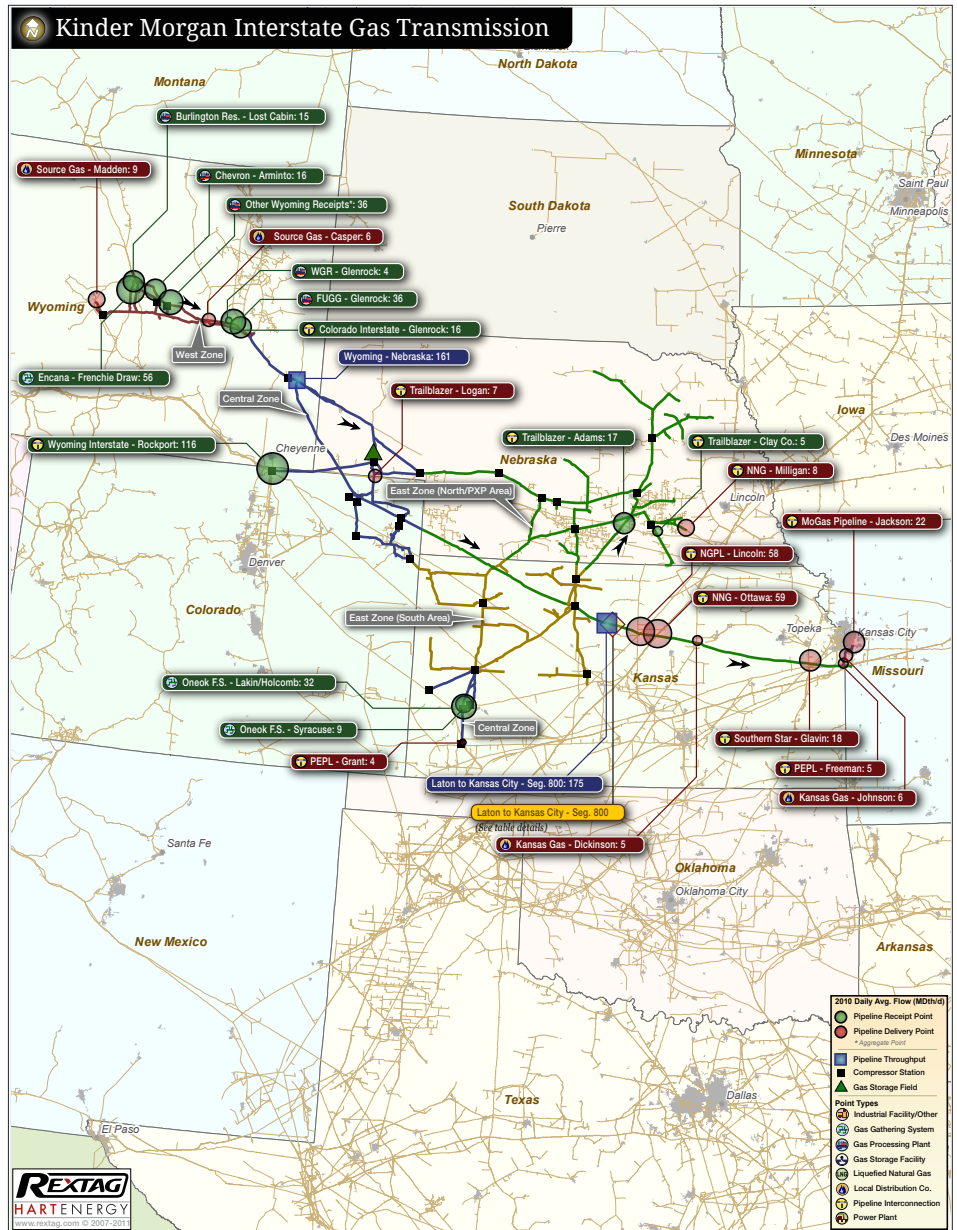 Kinder Morgan Interstate Gas Transmission
North Dakota
Montana
Burlington Res. - Lost Cabin: 15
Minnesota
Source Gas - Madden: 9
Chevron - Arminto: 16
Saint Paul
Minneapolis
Other Wyoming Receipts*: 36
South Dakota
Pierre
Source Gas - Casper: 6
WGR - Glenrock: 4
Wyoming
FUGG - Glenrock: 36
Colorado Interstate - Glenrock: 16
West Zone
Wyoming - Nebraska: 161
Encana - Frenchie Draw: 56
Trailblazer - Logan: 7
Central Zone
Iowa
Wyoming Interstate - Rockport: 116
Cheyenne
Trailblazer - Adams: 17
Trailblazer - Clay Co.: 5
Des Moines
Nebraska
NNG - Milligan: 8
East Zone (North/PXP Area)
Lincoln
MoGas Pipeline - Jackson: 22
NGPL - Lincoln: 58
Denver
NNG - Ottawa: 59
Colorado
East Zone (South Area)
Topeka
Kansas City
Missouri
Kansas
Oneok F.S. - Lakin/Holcomb: 32
Oneok F.S. - Syracuse: 9
Central Zone
Southern Star - Glavin: 18
PEPL - Grant: 4
PEPL - Freeman: 5
Laton to Kansas City - Seg. 800: 175
Kansas Gas - Johnson: 6
Laton to Kansas City - Seg. 800
(See table details)
Kansas Gas - Dickinson: 5
Santa Fe
Oklahoma
Oklahoma City
New Mexico
Arkansas
2010 Daily Avg. Flow (MDth/d)
Pipeline Receipt Point
Pipeline Delivery Point
* Aggregate Point
Pipeline Throughput
Compressor Station
Gas Storage Field
Point Types
Industrial Facility/Other
Gas Gathering System
Gas Processing Plant
Gas Storage Facility
LNG Liquefied Natural Gas
Local Distribution Co.
Pipeline Interconnection
Power Plant
Texas
Dallas
El Paso
REXTAG
HARTENERGY
www.rextag.com © 2007-2011